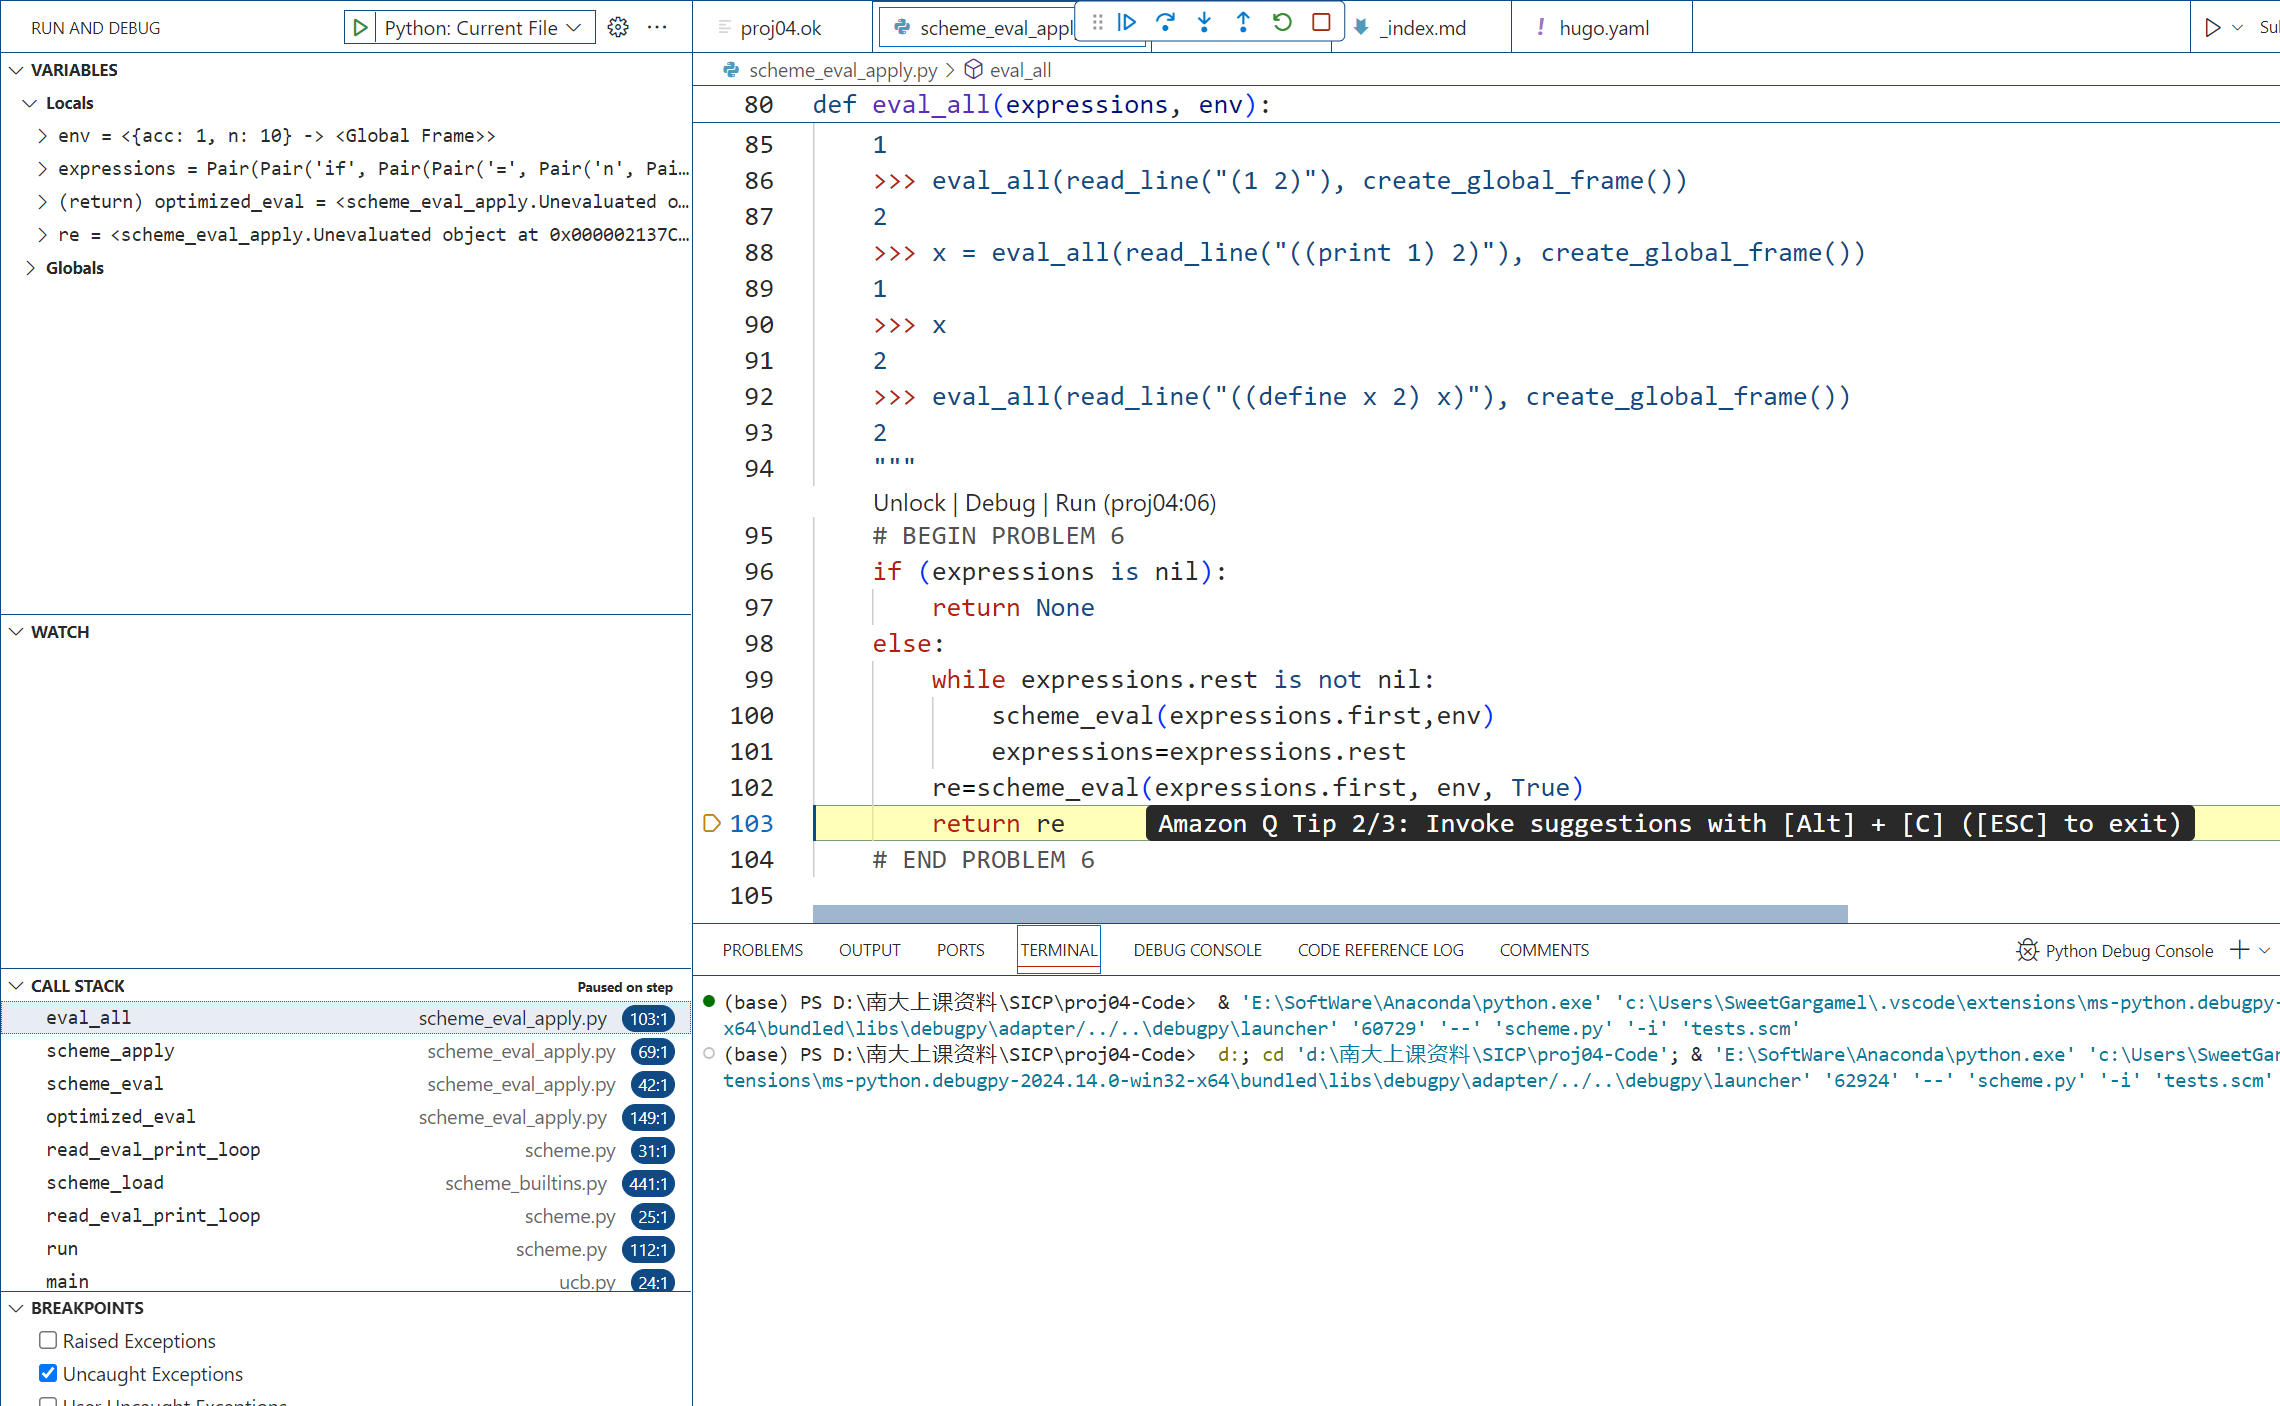 RUN AND DEBUG
Python: Current File
VARIABLES
Locals
env = <{acc: 1, n: 10} -> <Global Frame>>
expressions = Pair(Pair('if', Pair(Pair('=', Pair('n', Pai...
(return) optimized_eval = <scheme_eval_apply.Unevaluated o...
re = <scheme_eval_apply.Unevaluated object at 0x000002137C...
Globals
WATCH
CALL STACK
Paused on step
eval_all scheme_eval_apply.py 103:1
scheme_apply scheme_eval_apply.py 69:1
scheme_eval scheme_eval_apply.py 42:1
optimized_eval scheme_eval_apply.py 149:1
read_eval_print_loop scheme.py 31:1
scheme_load scheme_builtins.py 441:1
read_eval_print_loop scheme.py 25:1
run scheme.py 112:1
main ucb.py 24:1
BREAKPOINTS
Raised Exceptions
Uncaught Exceptions
User Uncaught Exceptions
proj04.ok
scheme_eval_appl
_index.md
! hugo.yaml
scheme_eval_apply.py > eval_all
80 def eval_all(expressions, env):
85 1
86 >>> eval_all(read_line("(1 2)"), create_global_frame())
87 2
88 >>> x = eval_all(read_line("((print 1) 2)"), create_global_frame())
89 1
90 >>> x
91 2
92 >>> eval_all(read_line("((define x 2) x)"), create_global_frame())
93 2
94 """
Unlock | Debug | Run (proj04:06)
95 # BEGIN PROBLEM 6
96 if (expressions is nil):
97 return None
98 else:
99 while expressions.rest is not nil:
100 scheme_eval(expressions.first,env)
101 expressions=expressions.rest
102 re=scheme_eval(expressions.first, env, True)
103 return re Amazon Q Tip 2/3: Invoke suggestions with [Alt] + [C] ([ESC] to exit)
104 # END PROBLEM 6
105
PROBLEMS OUTPUT PORTS TERMINAL DEBUG CONSOLE CODE REFERENCE LOG COMMENTS
Python Debug Console
(base) PS D:\南大上课资料\SICP\proj04-Code> & 'E:\SoftWare\Anaconda\python.exe' 'c:\Users\SweetGargamel\.vscode\extensions\ms-python.debugpy-
x64\bundled\libs\debugpy\adapter/../..\debugpy\launcher' '60729' '--' 'scheme.py' '-i' 'tests.scm'
(base) PS D:\南大上课资料\SICP\proj04-Code> d:; cd 'd:\南大上课资料\SICP\proj04-Code'; & 'E:\SoftWare\Anaconda\python.exe' 'c:\Users\SweetGar
tensions\ms-python.debugpy-2024.14.0-win32-x64\bundled\libs\debugpy\adapter/../..\debugpy\launcher' '62924' '--' 'scheme.py' '-i' 'tests.scm'